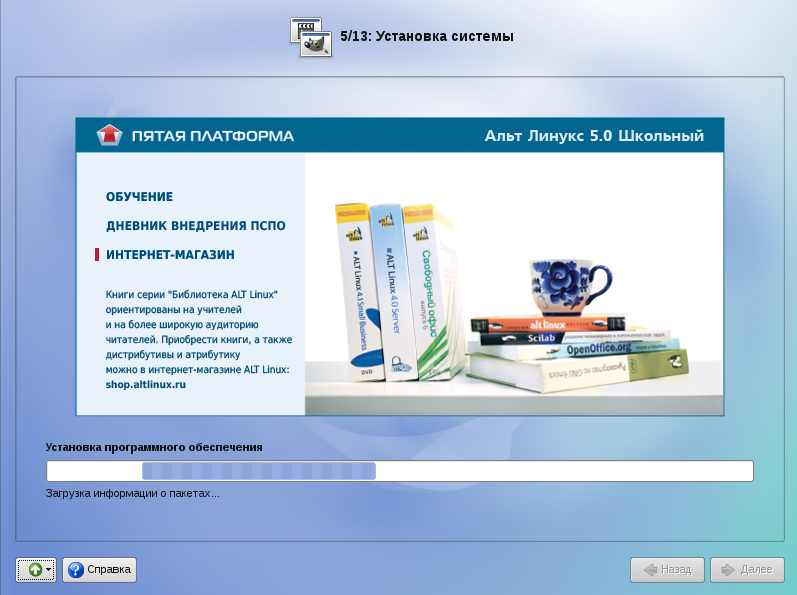 5/13: Установка системы
ПЯТАЯ ПЛАТФОРМА
Альт Линукс 5.0 Школьный
ОБУЧЕНИЕ
ДНЕВНИК ВНЕДРЕНИЯ ПСПО
ИНТЕРНЕТ-МАГАЗИН
Книги серии "Библиотека ALT Linux"
ориентированы на учителей
и на более широкую аудиторию
читателей. Приобрести книги, а также
дистрибутивы и атрибутику
можно в интернет-магазине ALT Linux:
shop.altlinux.ru
ALT Linux 4.1 Small Business
DVD
ALT Linux 4.0 Server
Свободный офис
выпуск 6
alt linux
Scilab
OpenOffice.org
Установка программного обеспечения
Загрузка информации о пакетах...
Справка
Назад
Далее